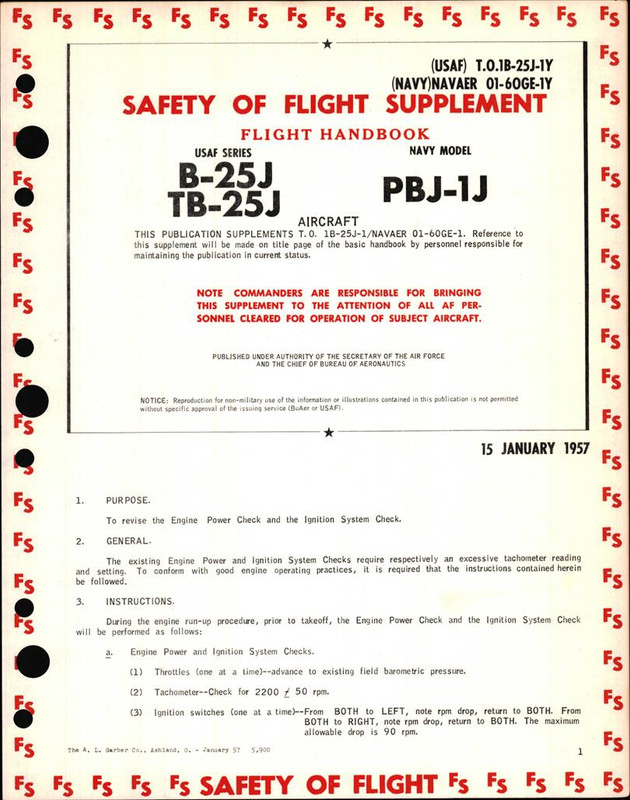 FS FS FS FS FS FS FS FS FS FS FS FS FS FS FS FS
(USAF) T.O.1B-25J-1Y
(NAVY)NAVAER 01-60GE-1Y
SAFETY OF FLIGHT SUPPLEMENT
FLIGHT HANDBOOK
USAF SERIES
NAVY MODEL
B-25J
TB-25J
PBJ-1J
AIRCRAFT
THIS PUBLICATION SUPPLEMENTS T.O. 1B-25J-1/NAVAER 01-60GE-1. Reference to
this supplement will be made on title page of the basic handbook by personnel responsible for
maintaining the publication in current status.
NOTE COMMANDERS ARE RESPONSIBLE FOR BRINGING
THIS SUPPLEMENT TO THE ATTENTION OF ALL AF PER-
SONNEL CLEARED FOR OPERATION OF SUBJECT AIRCRAFT.
PUBLISHED UNDER AUTHORITY OF THE SECRETARY OF THE AIR FORCE
AND THE CHIEF OF BUREAU OF AERONAUTICS
NOTICE: Reproduction for non-military use of the information or illustrations contained in this publication is not permitted
without specific approval of the issuing service (BuAer or USAF).
15 JANUARY 1957
1. PURPOSE.
To revise the Engine Power Check and the Ignition System Check.
2. GENERAL.
The existing Engine Power and Ignition System Checks require respectively an excessive tachometer reading
and setting. To conform with good engine operating practices, it is required that the instructions contained herein
be followed.
3. INSTRUCTIONS.
During the engine run-up procedure, prior to takeoff, the Engine Power Check and the Ignition System Check
will be performed as follows:
a. Engine Power and Ignition System Checks.
(1) Throttles (one at a time)--advance to existing field barometric pressure.
(2) Tachometer--Check for 2200 ± 50 rpm.
(3) Ignition switches (one at a time)--From BOTH to LEFT, note rpm drop, return to BOTH. From
BOTH to RIGHT, note rpm drop, return to BOTH. The maximum
allowable drop is 90 rpm.
The A. L. Garber Co., Ashland, O. - January 57 5,900
1
FS FS FS FS FS SAFETY OF FLIGHT FS FS FS FS FS